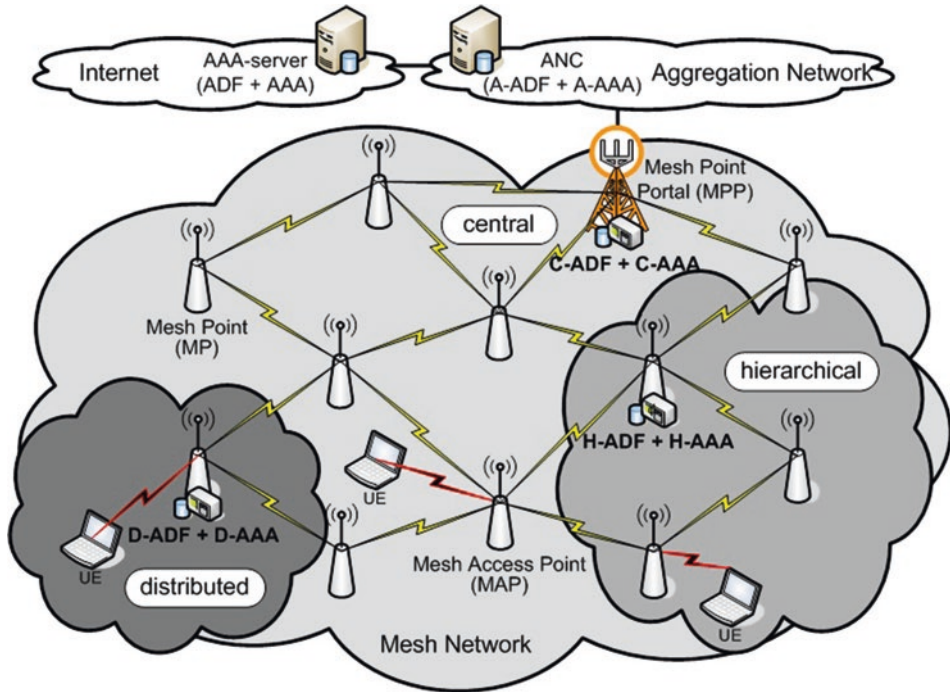 Internet
AAA-server
(ADF + AAA)
ANC
(A-ADF + A-AAA)
Aggregation Network
Mesh Point
Portal (MPP)
central
C-ADF + C-AAA
Mesh Point
(MP)
hierarchical
H-ADF + H-AAA
UE
D-ADF + D-AAA
UE
distributed
Mesh Access Point
(MAP)
UE
Mesh Network